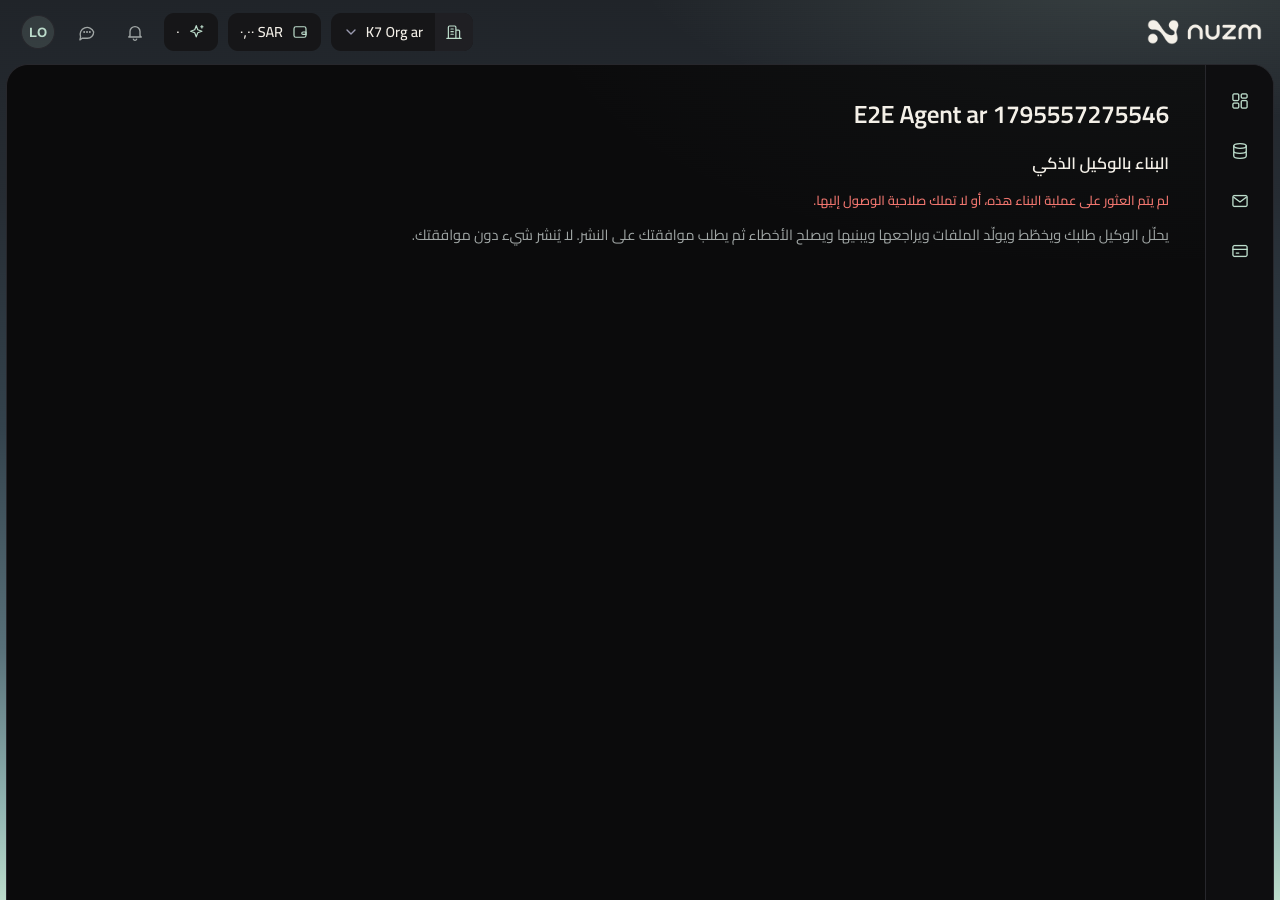 nuzm
K7 Org ar
٠,٠٠ SAR
٠
LO
E2E Agent ar 1795557275546
البناء بالوكيل الذكي
لم يتم العثور على عملية البناء هذه، أو لا تملك صلاحية الوصول إليها.
يحلّل الوكيل طلبك ويخطّط ويولّد الملفات ويراجعها ويبنيها ويصلح الأخطاء ثم يطلب موافقتك على النشر. لا يُنشر شيء دون موافقتك.